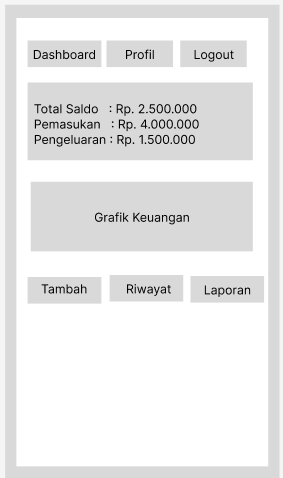 Dashboard Profil Logout
Total Saldo : Rp. 2.500.000
Pemasukan : Rp. 4.000.000
Pengeluaran : Rp. 1.500.000
Grafik Keuangan
Tambah Riwayat Laporan